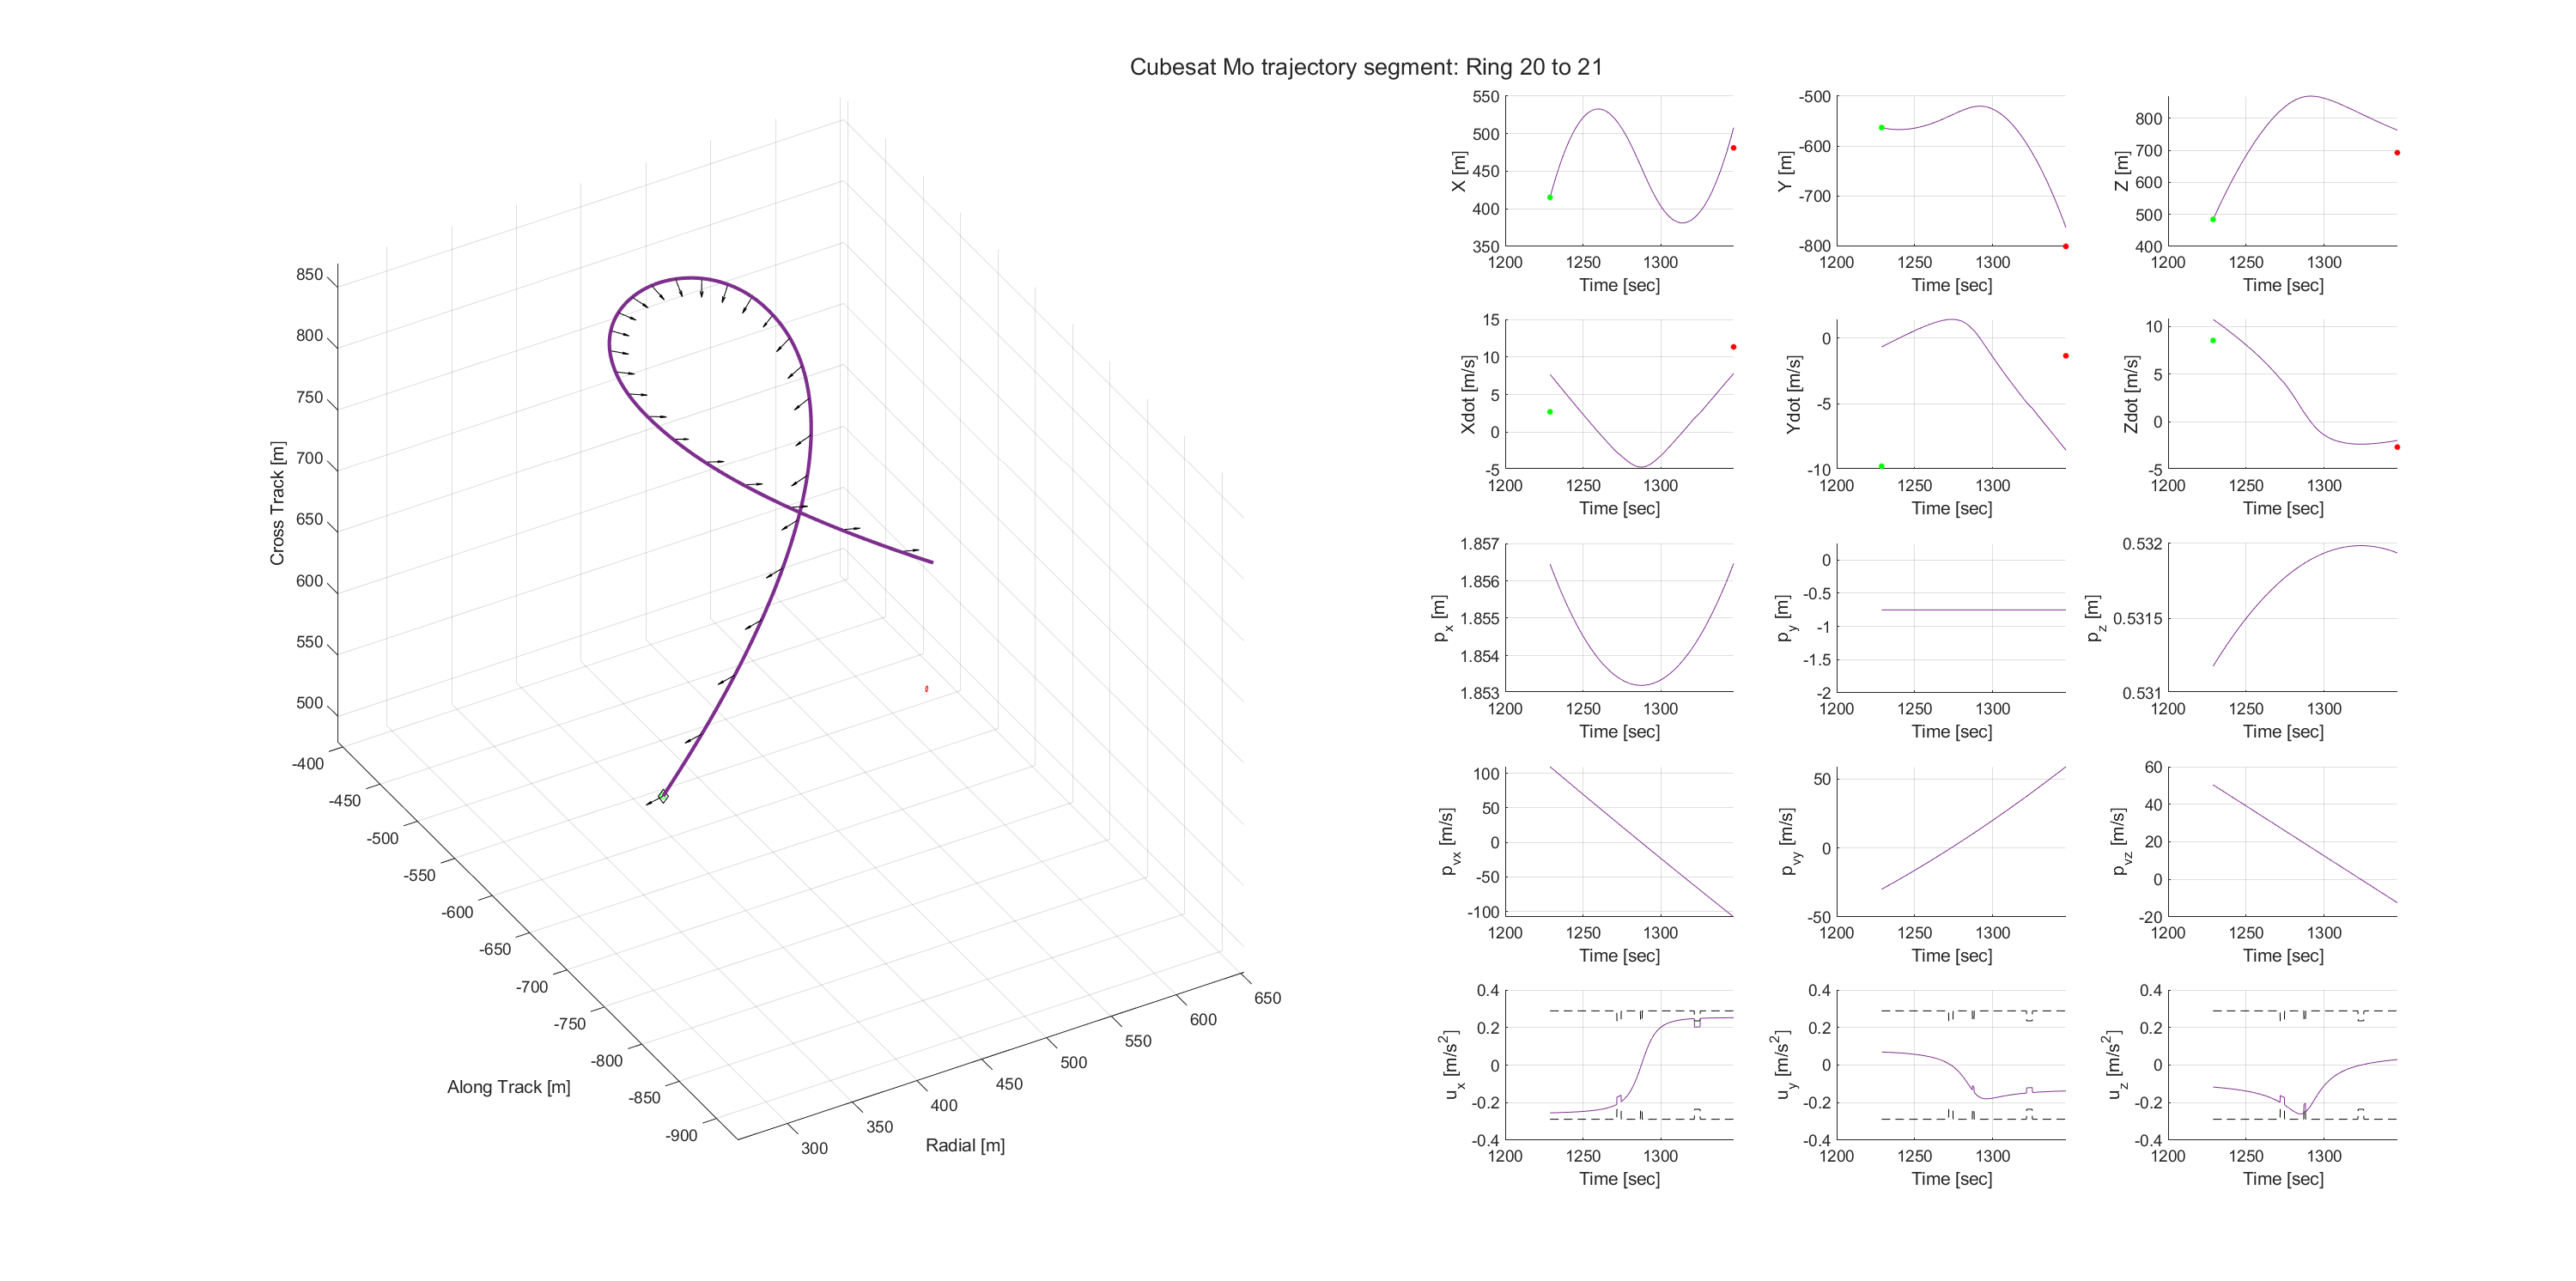 Cubesat Mo trajectory segment: Ring 20 to 21
Cross Track [m]
850
800
750
700
650
600
550
500
Along Track [m]
-400
-450
-500
-550
-600
-650
-700
-750
-800
-850
-900
Radial [m]
300
350
400
450
500
550
600
650
X [m]
550
500
450
400
350
1200 1250 1300
Time [sec]
Y [m]
-500
-600
-700
-800
1200 1250 1300
Time [sec]
Z [m]
800
700
600
500
400
1200 1250 1300
Time [sec]
Xdot [m/s]
15
10
5
0
-5
1200 1250 1300
Time [sec]
Ydot [m/s]
0
-5
-10
1200 1250 1300
Time [sec]
Zdot [m/s]
10
5
0
-5
1200 1250 1300
Time [sec]
p_x [m]
1.857
1.856
1.855
1.854
1.853
1200 1250 1300
Time [sec]
p_y [m]
0
-0.5
-1
-1.5
-2
1200 1250 1300
Time [sec]
p_z [m]
0.532
0.5315
0.531
1200 1250 1300
Time [sec]
p_vx [m/s]
100
50
0
-50
-100
1200 1250 1300
Time [sec]
p_vy [m/s]
50
0
-50
1200 1250 1300
Time [sec]
p_vz [m/s]
60
40
20
0
-20
1200 1250 1300
Time [sec]
u_x [m/s²]
0.4
0.2
0
-0.2
-0.4
1200 1250 1300
Time [sec]
u_y [m/s²]
0.4
0.2
0
-0.2
-0.4
1200 1250 1300
Time [sec]
u_z [m/s²]
0.4
0.2
0
-0.2
-0.4
1200 1250 1300
Time [sec]